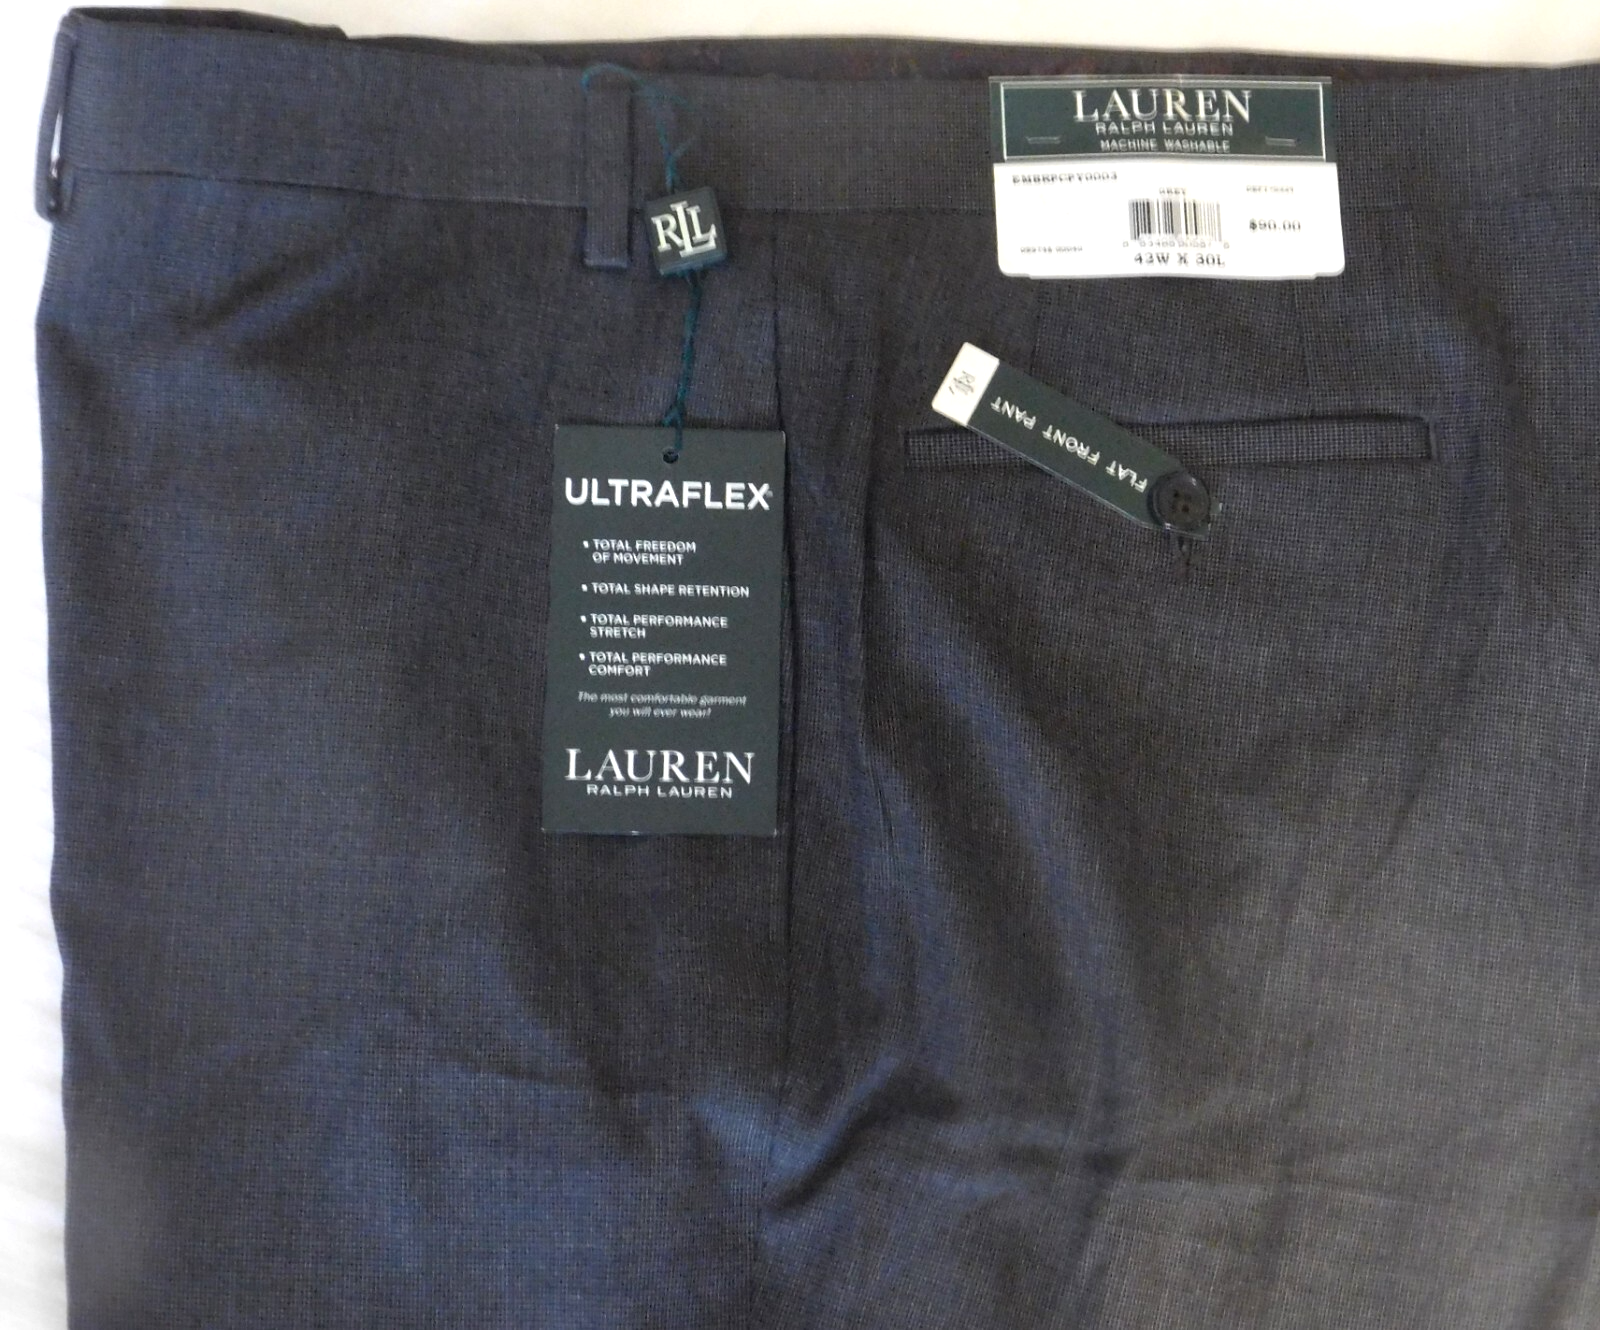 LAUREN
RALPH LAUREN
MACHINE WASHABLE
GREY
$90.00
43W X 30L
RLL
FLAT FRONT PANT
RLL
ULTRAFLEX®
• TOTAL FREEDOM
OF MOVEMENT
• TOTAL SHAPE RETENTION
• TOTAL PERFORMANCE
STRETCH
• TOTAL PERFORMANCE
COMFORT
The most comfortable garment
you will ever wear!
LAUREN
RALPH LAUREN